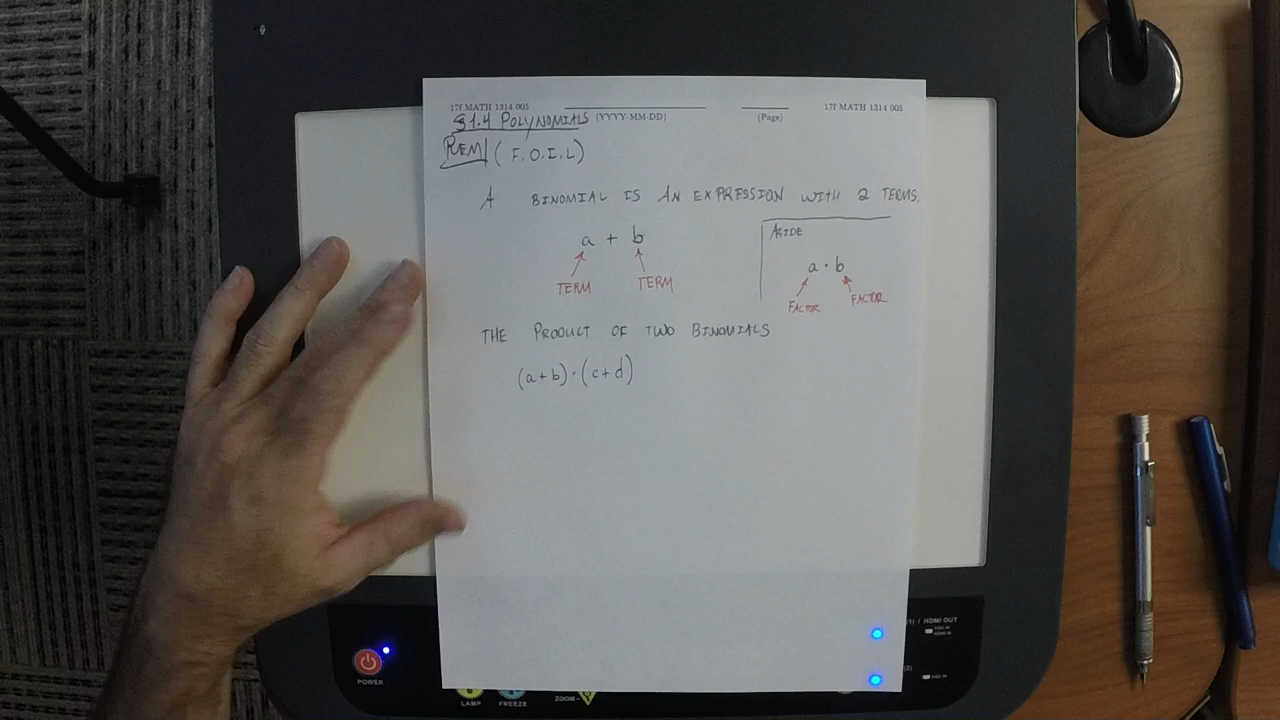 17f MATH 1314 005
(YYYY-MM-DD)
(Page)
17f MATH 1314 005
§1.4 POLYNOMIALS
REM (F.O.I.L)
A BINOMIAL IS AN EXPRESSION WITH 2 TERMS.
a + b
TERM TERM
ASIDE
a · b
FACTOR FACTOR
THE PRODUCT OF TWO BINOMIALS
(a+b)·(c+d)
POWER
LAMP
FREEZE
ZOOM
/ HDMI OUT